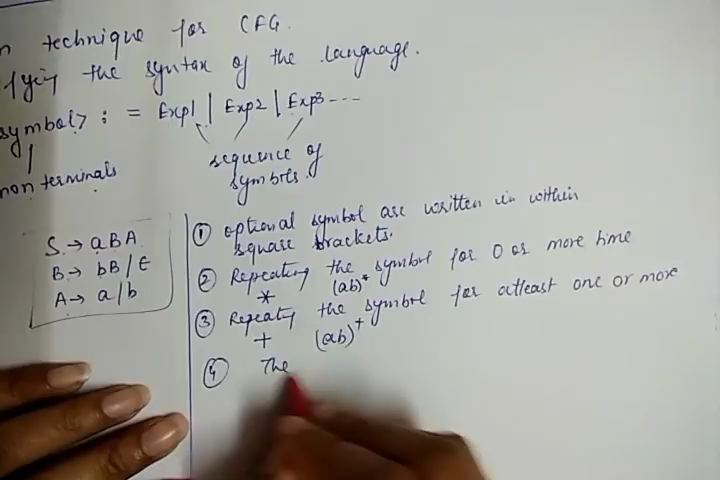 n technique for CFG.
fying the syntax of the language.
symbol> : = Exp1 | Exp2 | Exp3 ---
non terminals
sequence of
symbols.
S → aBA
B → bB / E
A → a / b
① optional symbol are written in within
square brackets.
② Repeating the symbol for 0 or more time
* (ab)*
③ Repeaty the symbol for atleast one or more
+ (ab)+
④ The